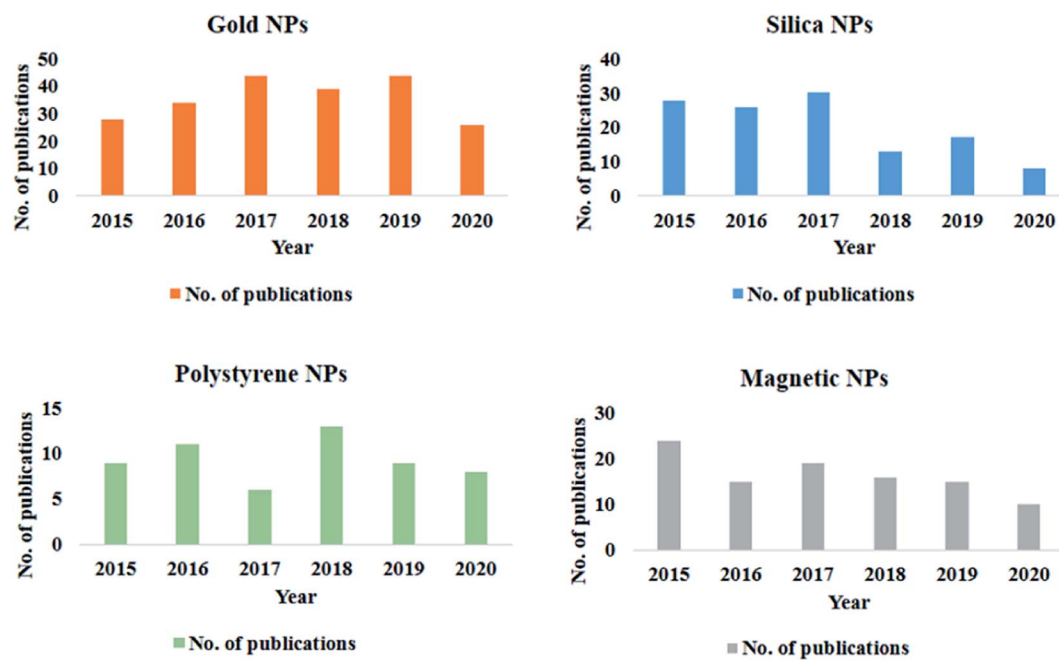 Gold NPs
No. of publications
50
40
30
20
10
0
2015 2016 2017 2018 2019 2020
Year
No. of publications
Silica NPs
No. of publications
40
30
20
10
0
2015 2016 2017 2018 2019 2020
Year
No. of publications
Polystyrene NPs
No. of publications
15
10
5
0
2015 2016 2017 2018 2019 2020
Year
No. of publications
Magnetic NPs
No. of publications
30
20
10
0
2015 2016 2017 2018 2019 2020
Year
No. of publications